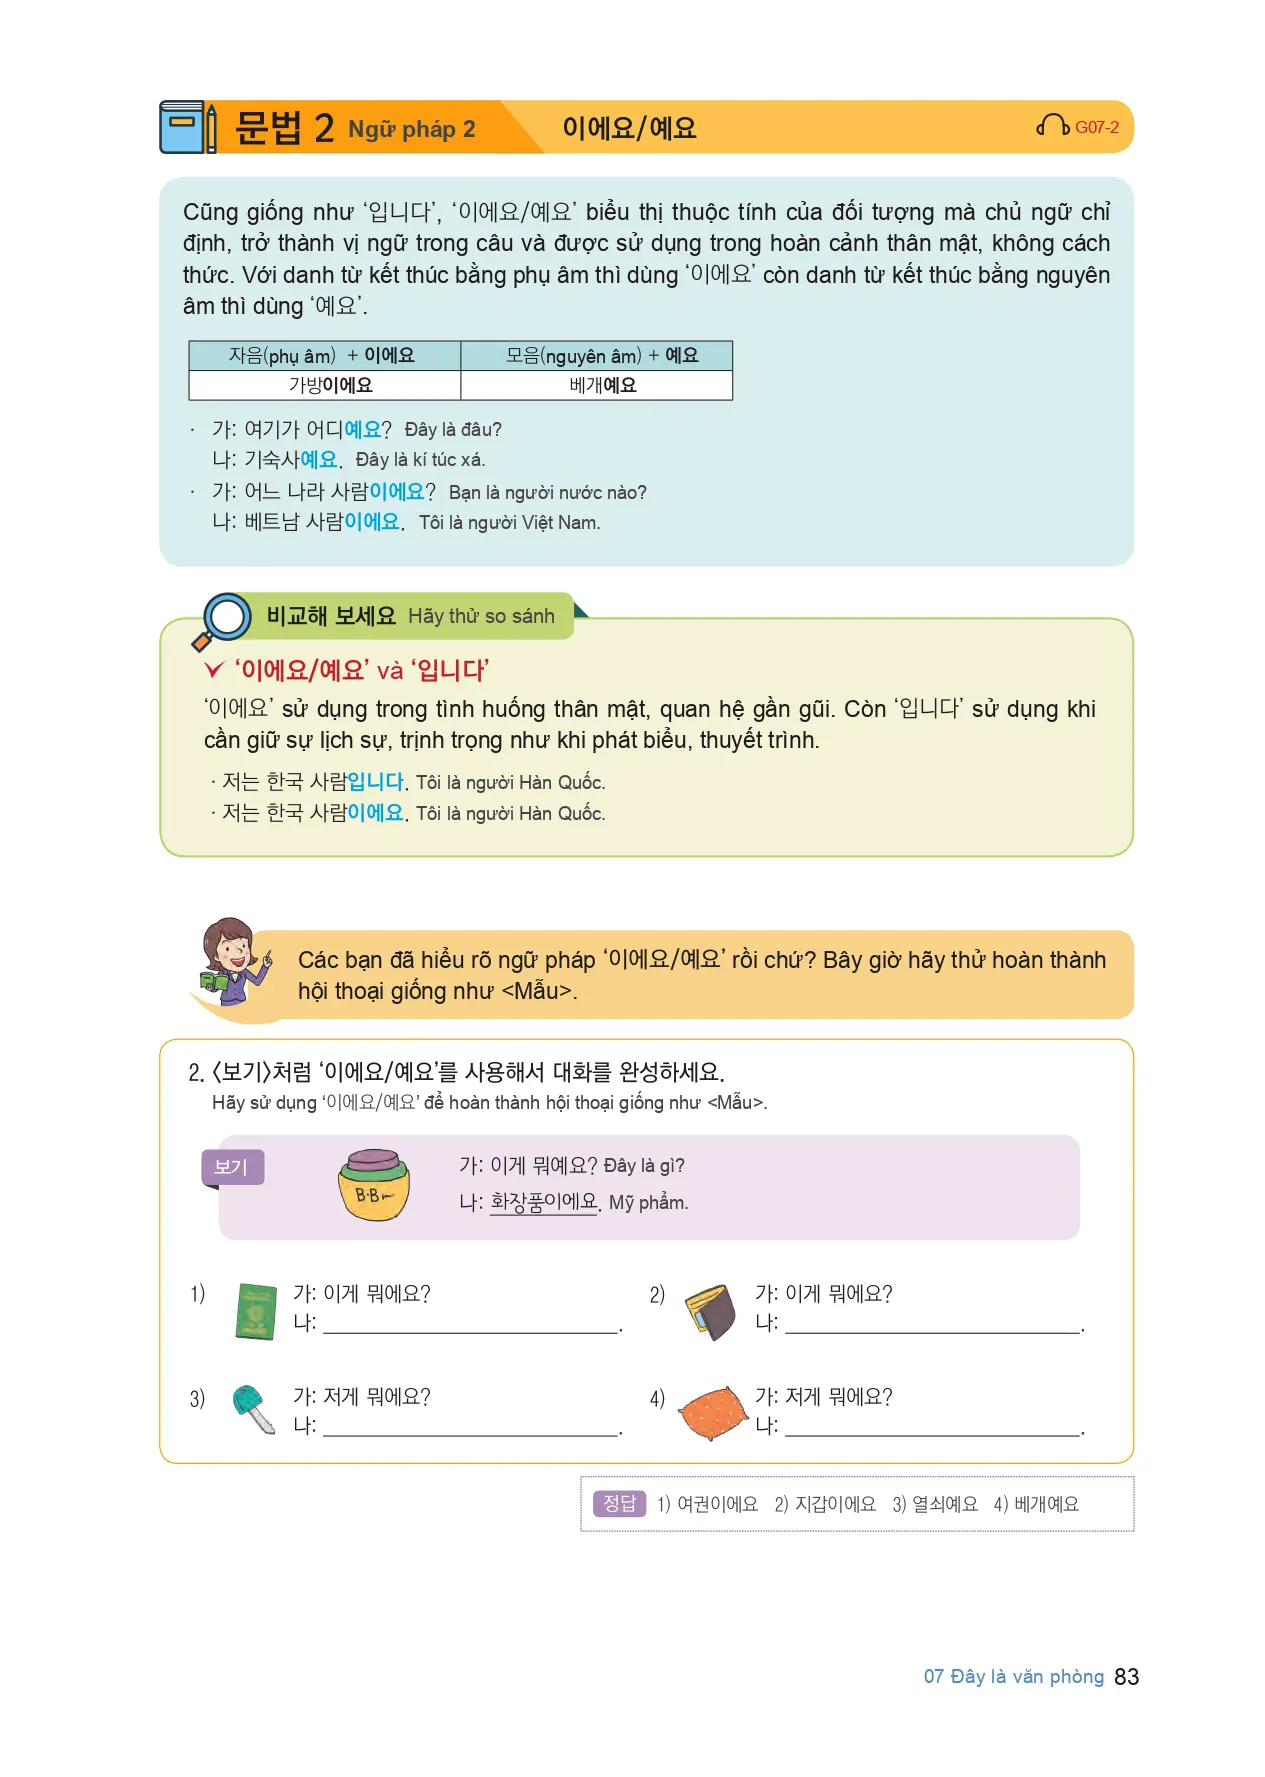 문법 2 Ngữ pháp 2 이에요/예요 G07-2
Cũng giống như ‘입니다’, ‘이에요/예요’ biểu thị thuộc tính của đối tượng mà chủ ngữ chỉ
định, trở thành vị ngữ trong câu và được sử dụng trong hoàn cảnh thân mật, không cách
thức. Với danh từ kết thúc bằng phụ âm thì dùng ‘이에요’ còn danh từ kết thúc bằng nguyên
âm thì dùng ‘예요’.
자음(phụ âm) + 이에요 모음(nguyên âm) + 예요
가방이에요 베개예요
· 가: 여기가 어디예요? Đây là đâu?
나: 기숙사예요. Đây là kí túc xá.
· 가: 어느 나라 사람이에요? Bạn là người nước nào?
나: 베트남 사람이에요. Tôi là người Việt Nam.
비교해 보세요 Hãy thử so sánh
‘이에요/예요’ và ‘입니다’
‘이에요’ sử dụng trong tình huống thân mật, quan hệ gần gũi. Còn ‘입니다’ sử dụng khi
cần giữ sự lịch sự, trịnh trọng như khi phát biểu, thuyết trình.
· 저는 한국 사람입니다. Tôi là người Hàn Quốc.
· 저는 한국 사람이에요. Tôi là người Hàn Quốc.
Các bạn đã hiểu rõ ngữ pháp ‘이에요/예요’ rồi chứ? Bây giờ hãy thử hoàn thành
hội thoại giống như <Mẫu>.
2. 〈보기〉처럼 ‘이에요/예요’를 사용해서 대화를 완성하세요.
Hãy sử dụng ‘이에요/예요’ để hoàn thành hội thoại giống như <Mẫu>.
보기
B·B
가: 이게 뭐예요? Đây là gì?
나: 화장품이에요. Mỹ phẩm.
1) 가: 이게 뭐에요?
나: ______________________________.
2) 가: 이게 뭐에요?
나: ______________________________.
3) 가: 저게 뭐에요?
나: ______________________________.
4) 가: 저게 뭐에요?
나: ______________________________.
정답 1) 여권이에요 2) 지갑이에요 3) 열쇠예요 4) 베개예요
07 Đây là văn phòng 83